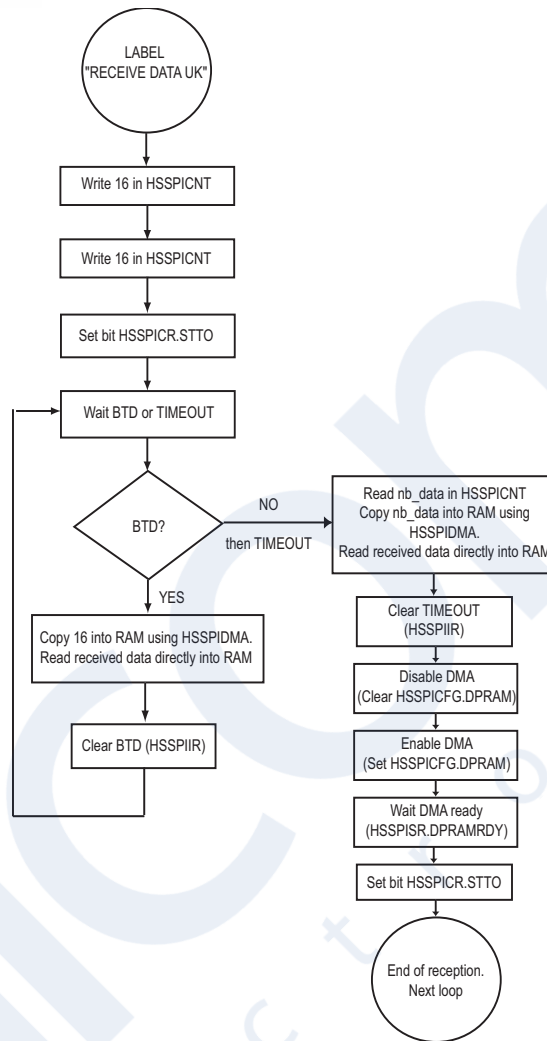 LABEL
"RECEIVE DATA UK"
Write 16 in HSSPICNT
Write 16 in HSSPICNT
Set bit HSSPICR.STTO
Wait BTD or TIMEOUT
BTD?
NO
then TIMEOUT
YES
Copy 16 into RAM using HSSPIDMA.
Read received data directly into RAM
Clear BTD (HSSPIIR)
Read nb_data in HSSPICNT
Copy nb_data into RAM using
HSSPIDMA.
Read received data directly into RAM
Clear TIMEOUT
(HSSPIIR)
Disable DMA
(Clear HSSPICFG.DPRAM)
Enable DMA
(Set HSSPICFG.DPRAM)
Wait DMA ready
(HSSPISR.DPRAMRDY)
Set bit HSSPICR.STTO
End of reception.
Next loop